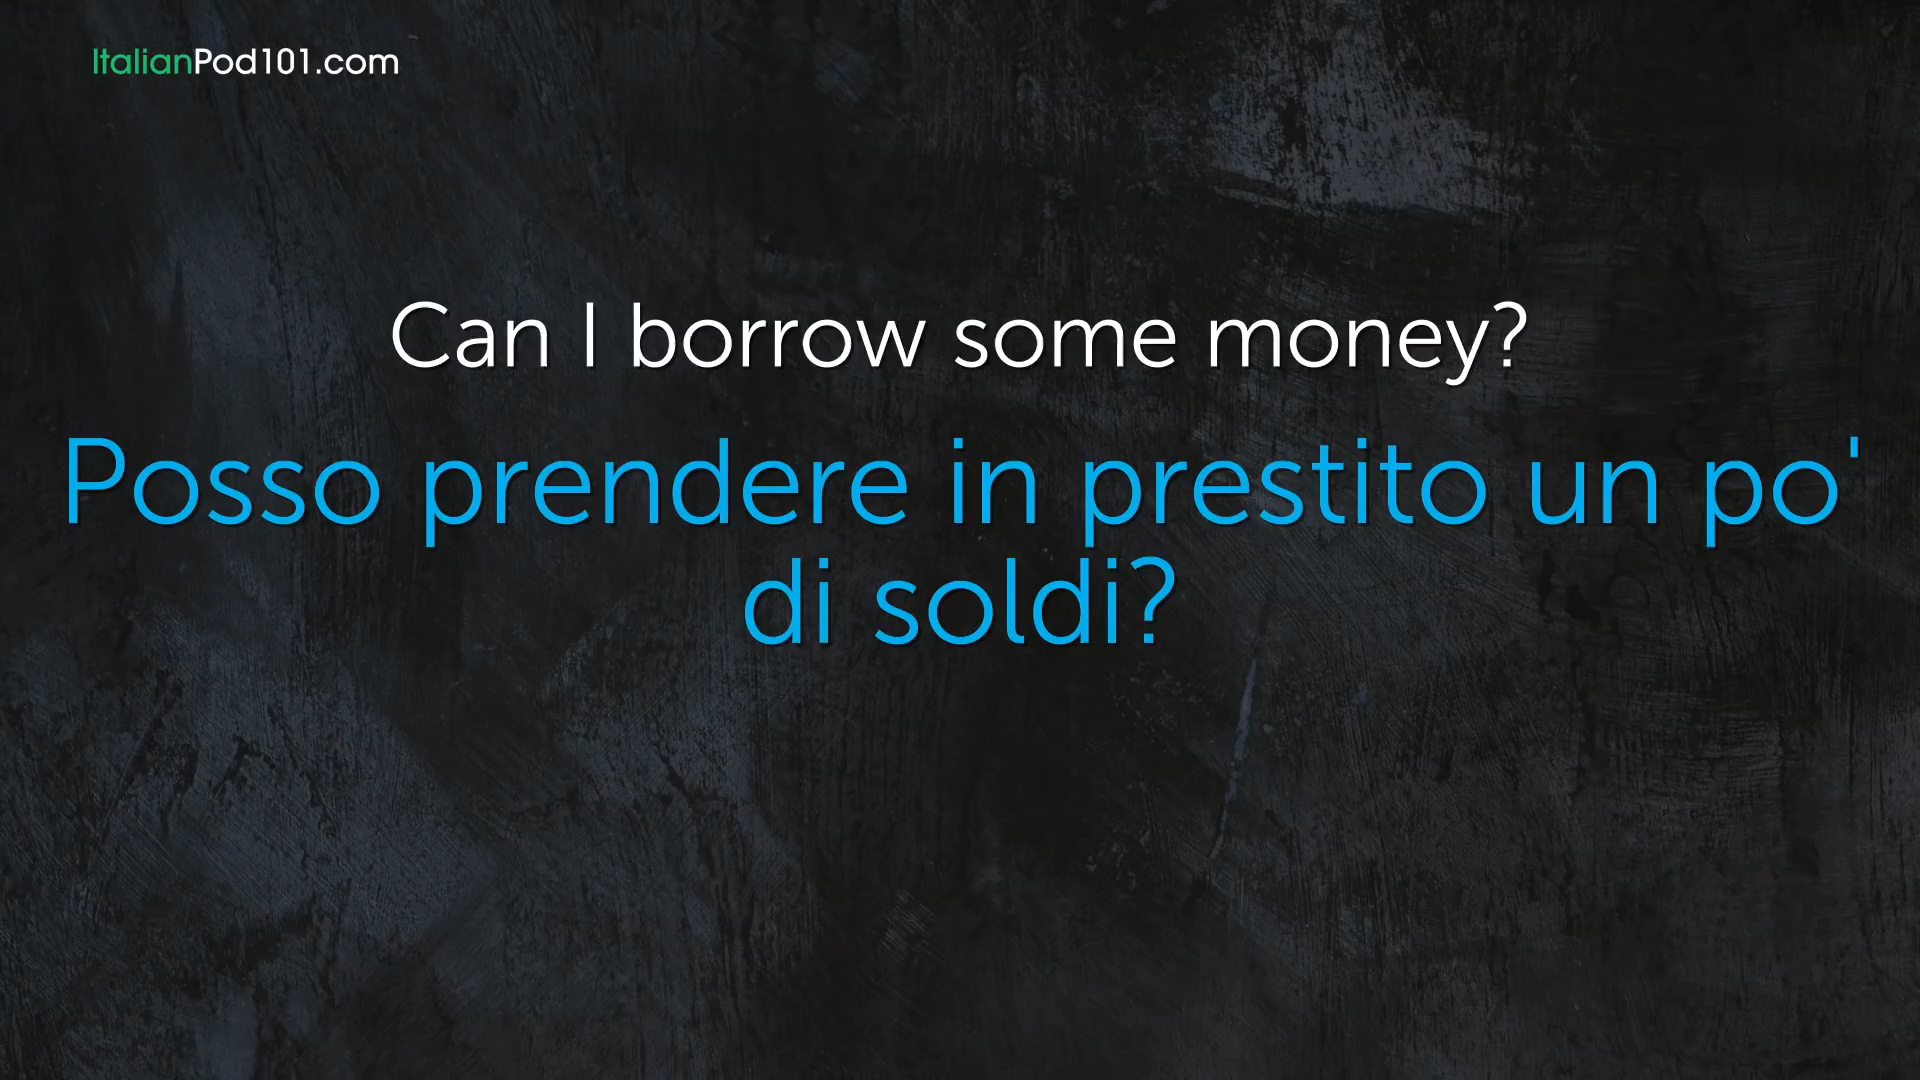 ItalianPod101.com
Can I borrow some money?
Posso prendere in prestito un po'
di soldi?